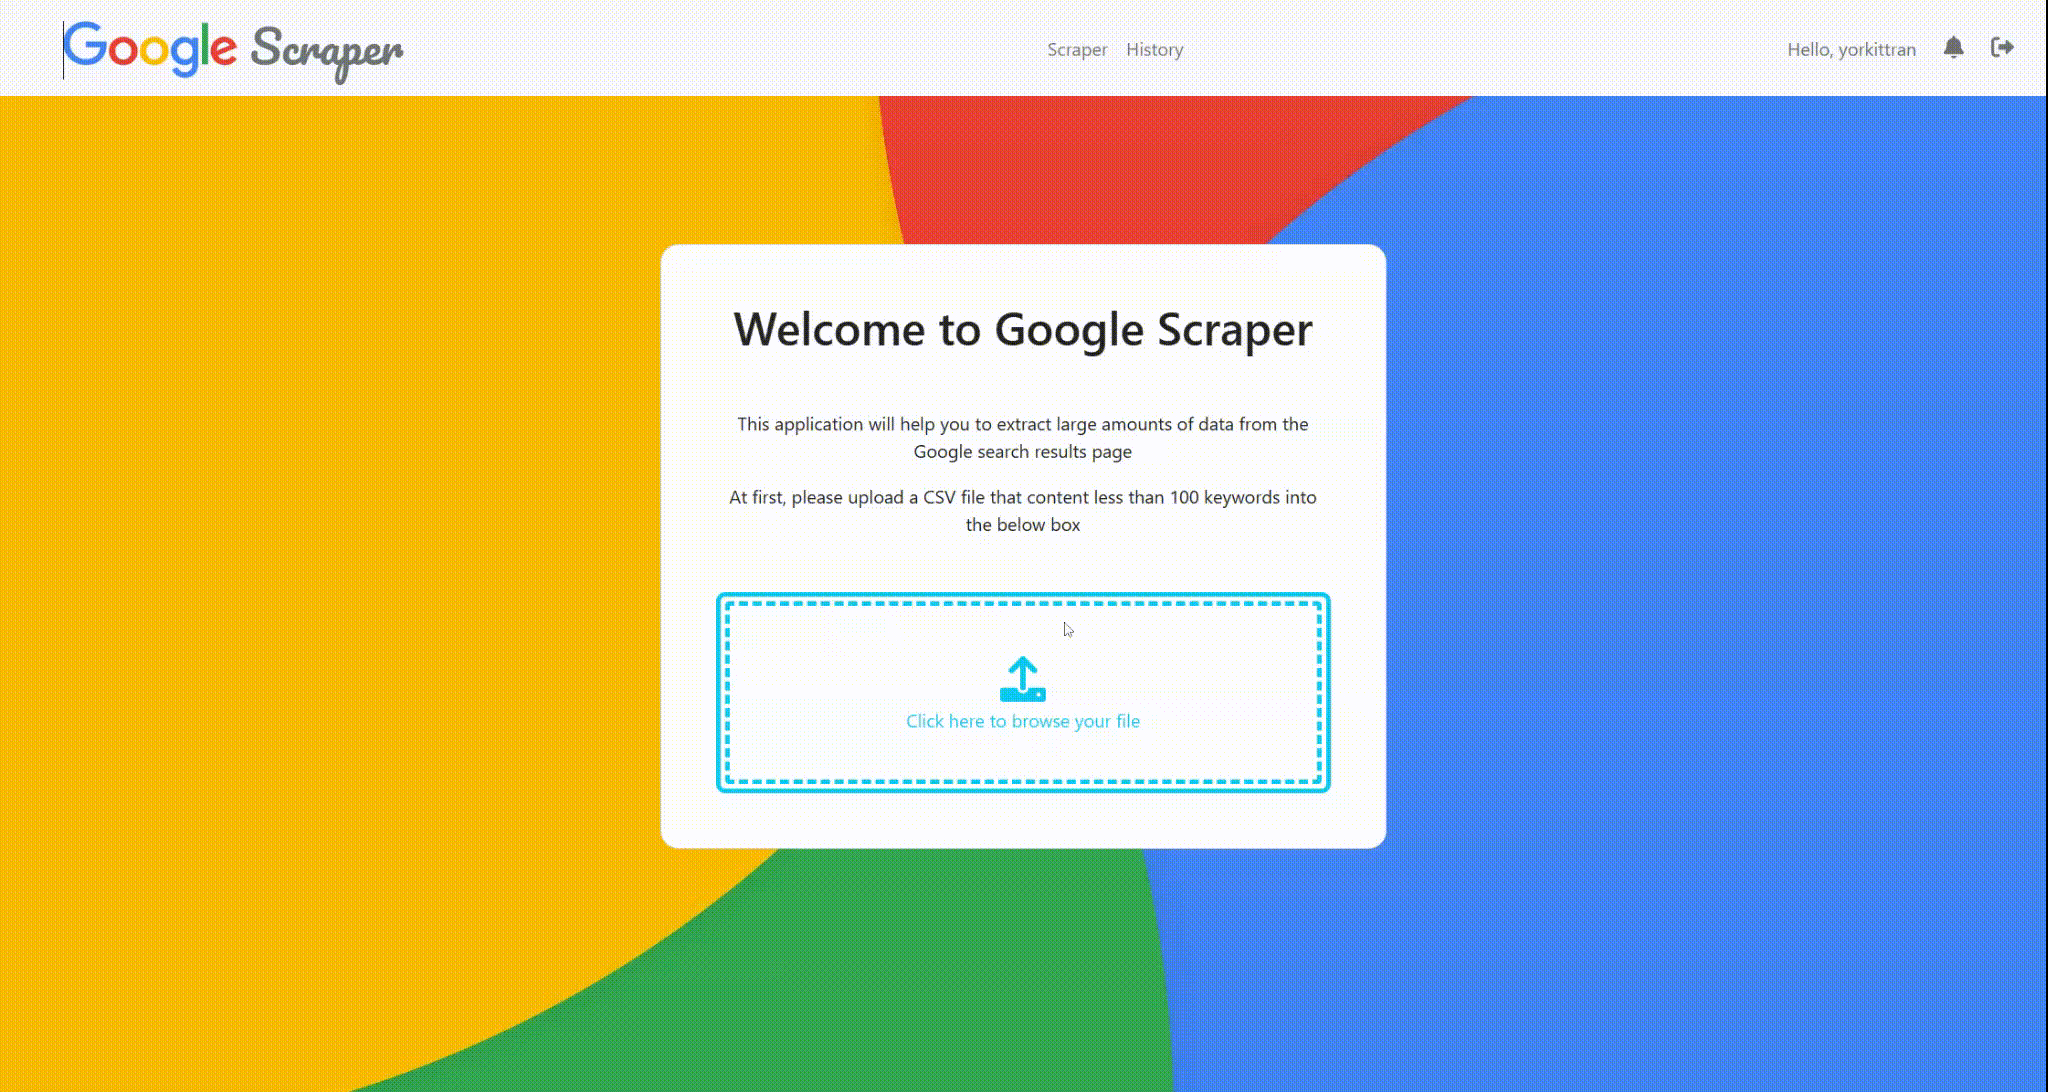 Google Scraper
Scraper History
Hello, yorkittran
Welcome to Google Scraper
This application will help you to extract large amounts of data from the
Google search results page
At first, please upload a CSV file that content less than 100 keywords into
the below box
Click here to browse your file